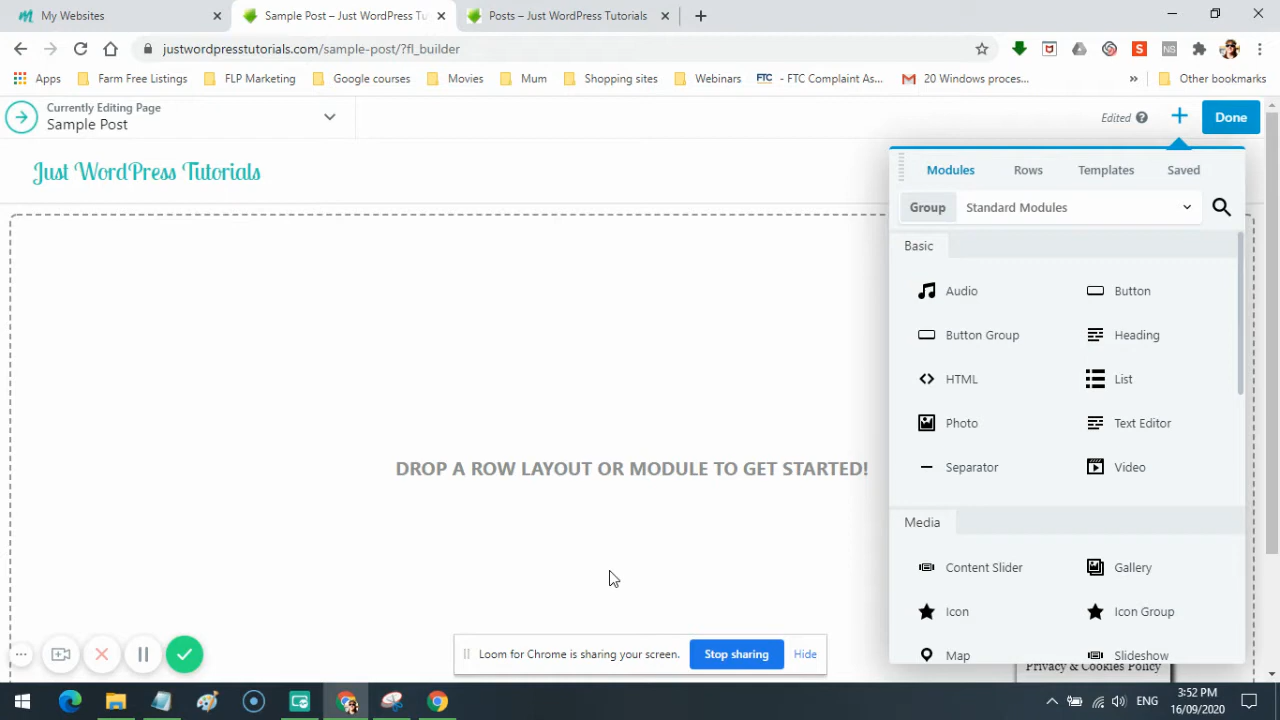 My Websites
Sample Post – Just WordPress Tu
Posts – Just WordPress Tutorials
justwordpresstutorials.com/sample-post/?fl_builder
Apps
Farm Free Listings
FLP Marketing
Google courses
Movies
Mum
Shopping sites
Webinars
FTC - FTC Complaint As...
20 Windows proces...
»
Other bookmarks
Currently Editing Page
Sample Post
Edited ?
+
Done
Just WordPress Tutorials
Modules
Rows
Templates
Saved
Group
Standard Modules
Basic
Audio
Button
Button Group
Heading
HTML
List
Photo
Text Editor
Separator
Video
DROP A ROW LAYOUT OR MODULE TO GET STARTED!
Media
Content Slider
Gallery
Icon
Icon Group
Map
Slideshow
Loom for Chrome is sharing your screen.
Stop sharing
Hide
Privacy & Cookies Policy
ENG
3:52 PM
16/09/2020